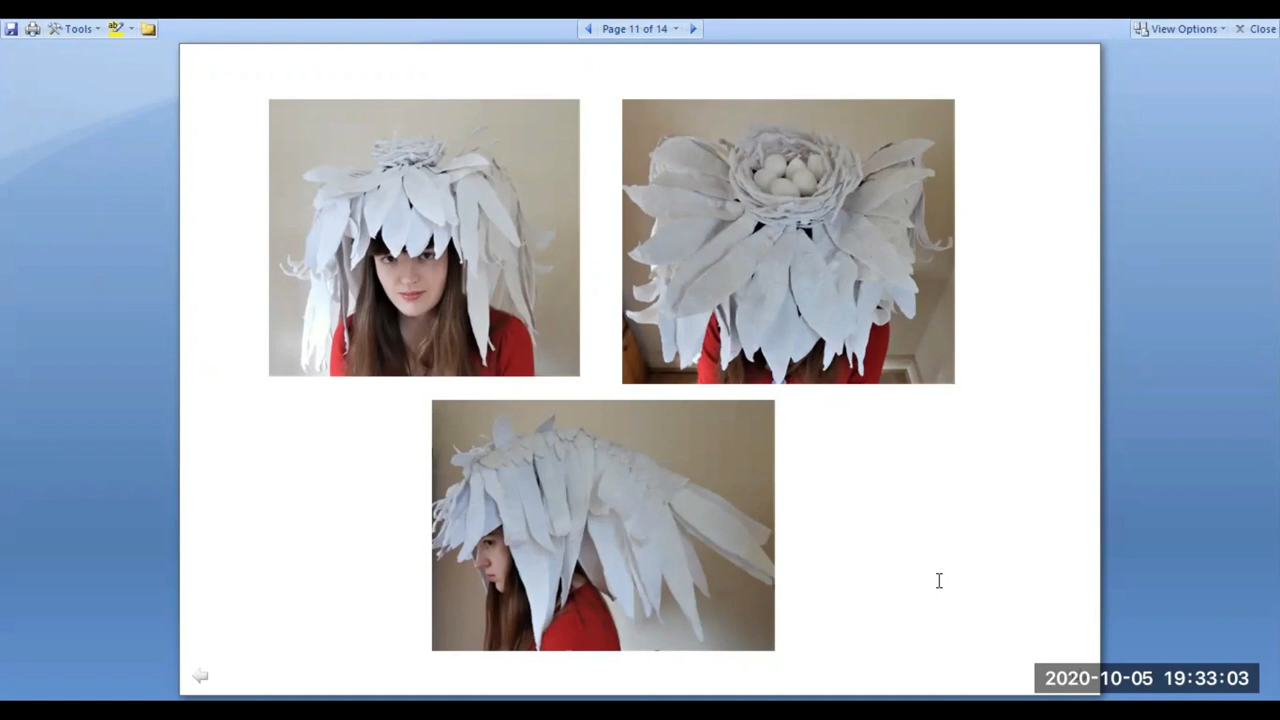 Tools
Page 11 of 14
View Options
Close
2020-10-05 19:33:03